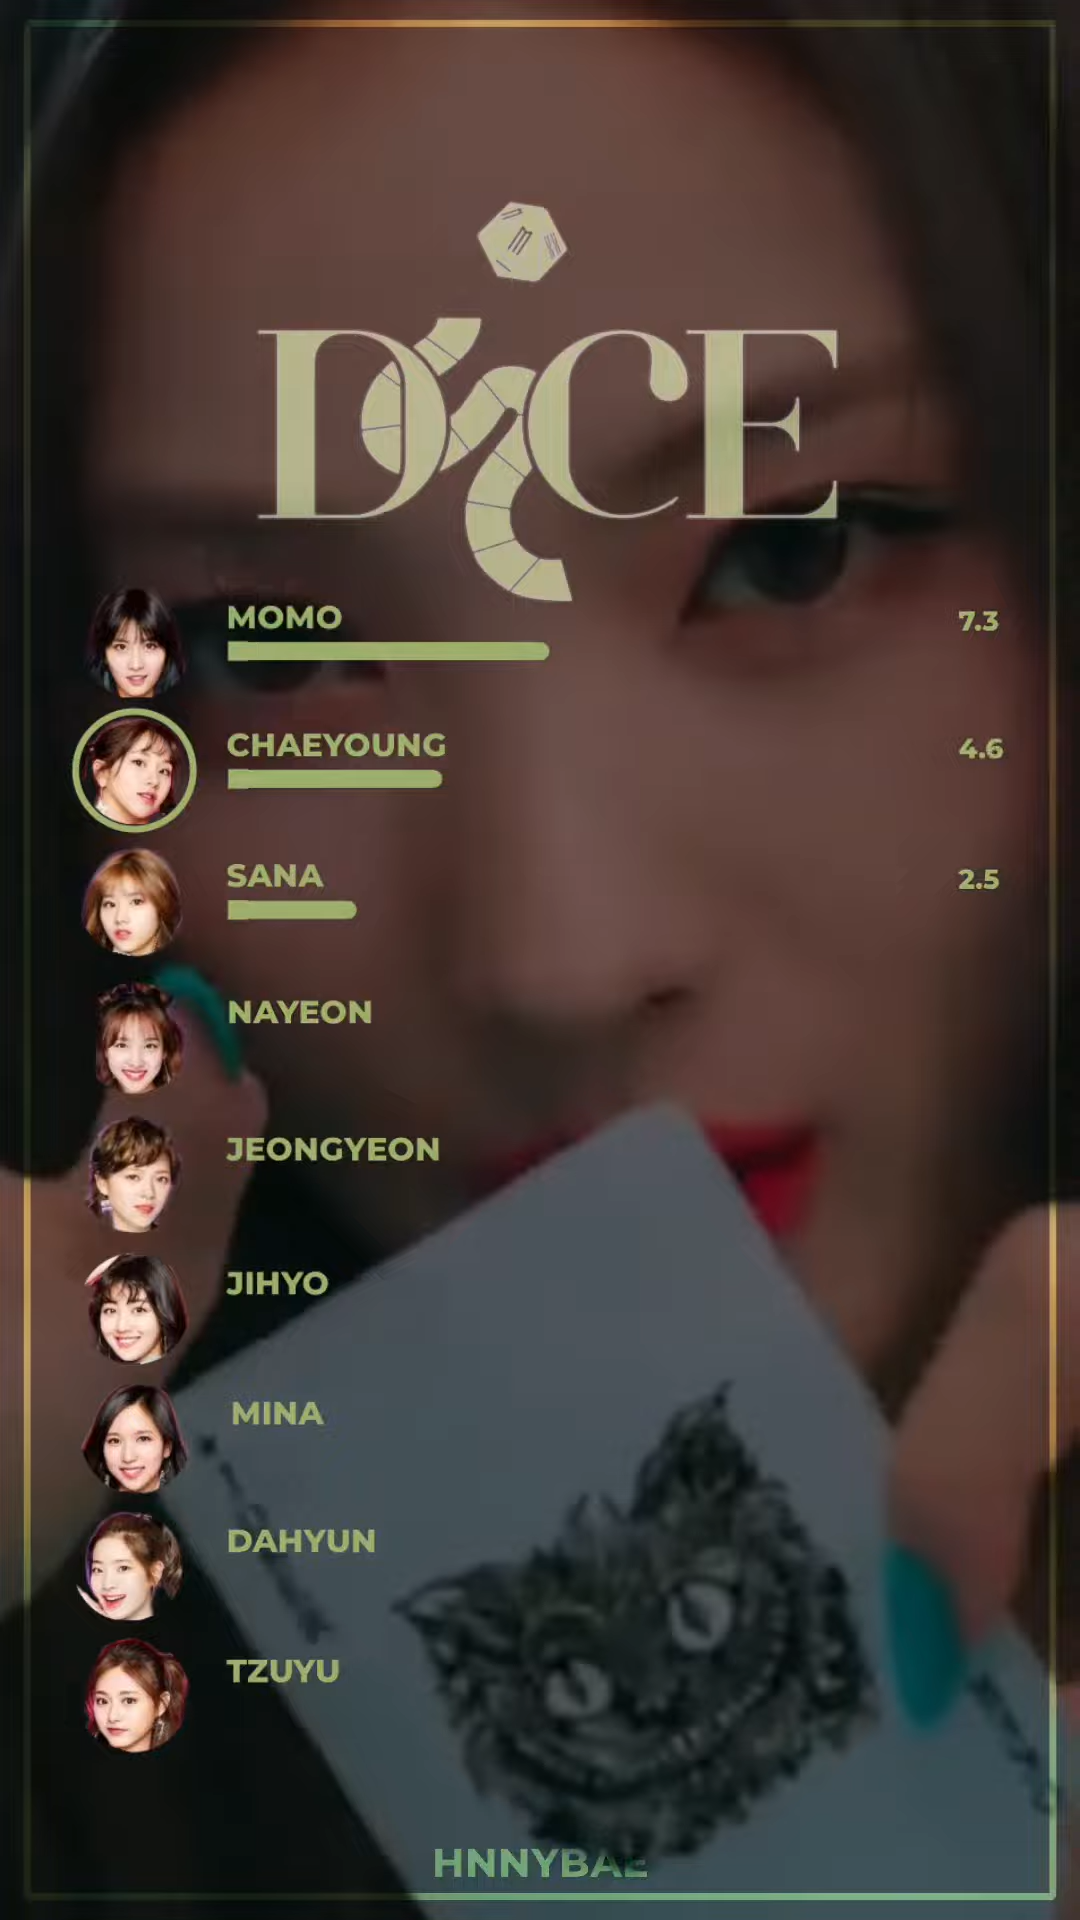 DICE
MOMO 7.3
CHAEYOUNG 4.6
SANA 2.5
NAYEON
JEONGYEON
JIHYO
MINA
DAHYUN
TZUYU
HNNYBAE